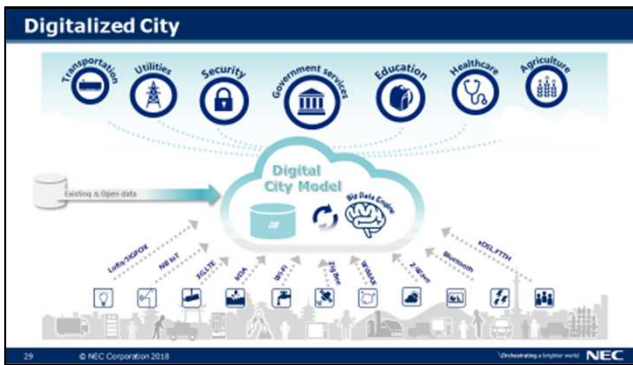 Digitalized City
Transportation
Utilities
Security
Government services
Education
Healthcare
Agriculture
Digital
City Model
Big Data Engine
DB
Existing & Open data
LoRa/SIGFOX
NB IoT
3G,LTE
Wi-Fi
Zig Bee
WiMAX
Z-Wave
Bluetooth
xDSL,FTTH
29
© NEC Corporation 2018
\Orchestrating a brighter world
NEC